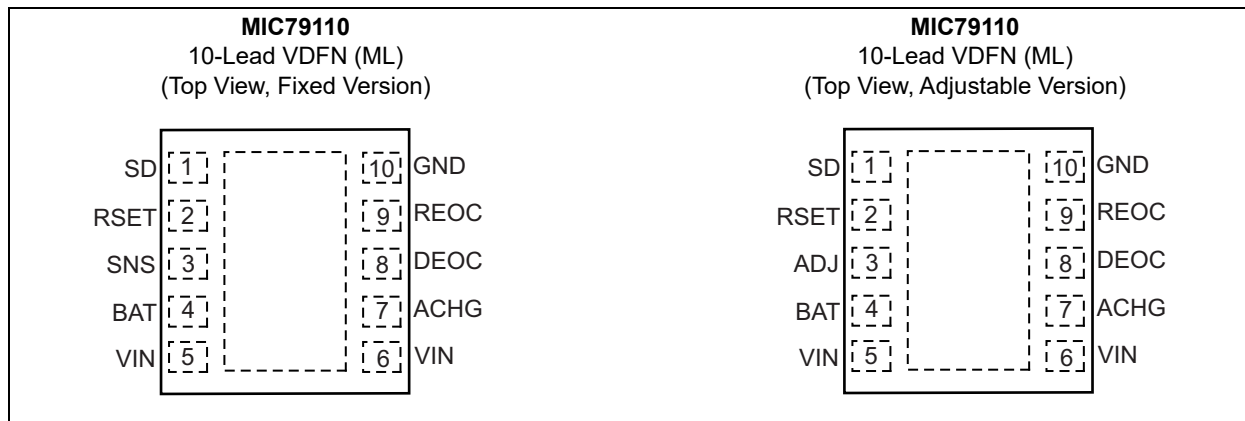 MIC79110
10-Lead VDFN (ML)
(Top View, Fixed Version)
SD 1 10 GND
RSET 2 9 REOC
SNS 3 8 DEOC
BAT 4 7 ACHG
VIN 5 6 VIN
MIC79110
10-Lead VDFN (ML)
(Top View, Adjustable Version)
SD 1 10 GND
RSET 2 9 REOC
ADJ 3 8 DEOC
BAT 4 7 ACHG
VIN 5 6 VIN